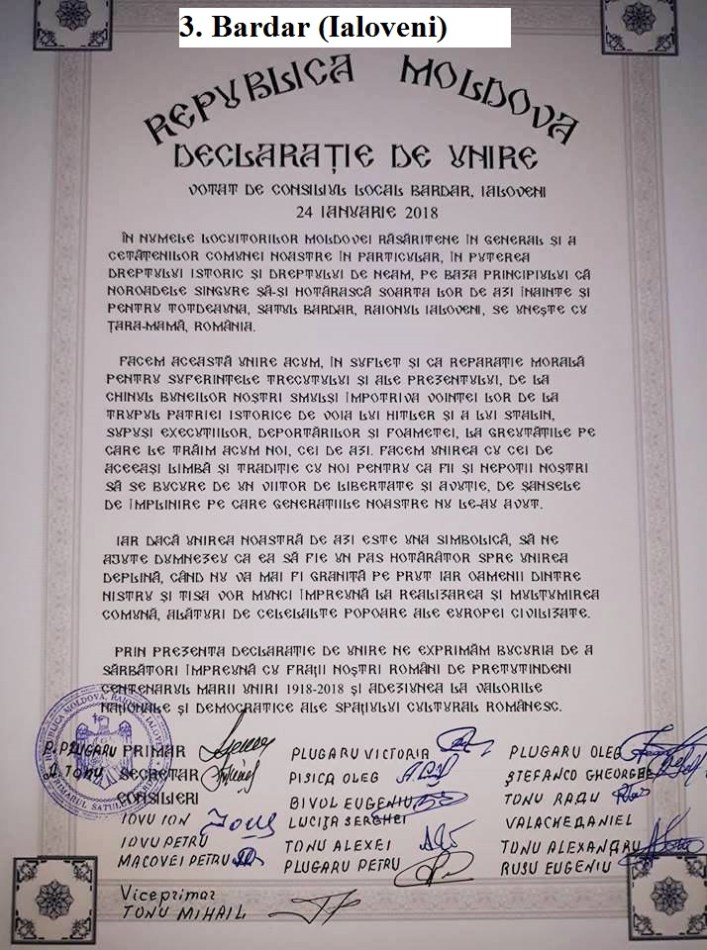 3. Bardar (Ialoveni)
REPUBLICA MOLDOVA
DECLARAȚIE DE UNIRE
VOTAT DE CONSILIUL LOCAL BARDAR, IALOVENI
24 IANUARIE 2018
ÎN NUMELE LOCUITORILOR MOLDOVEI RĂSĂRITENE ÎN GENERAL ȘI A
CETĂȚENILOR COMUNEI NOASTRE ÎN PARTICULAR, ÎN PUTEREA
DREPTULUI ISTORIC ȘI DREPTULUI DE NEAM, PE BAZA PRINCIPIULUI CĂ
NOROADELE SINGURE SĂ-ȘI HOTĂRASCĂ SOARTA LOR DE AZI ÎNAINTE ȘI
PENTRU TOTDEAUNA, SATUL BARDAR, RAIONUL IALOVENI, SE UNEȘTE CU
ȚARA-MAMĂ, ROMÂNIA.
FACEM ACEASTĂ UNIRE ACUM, ÎN SUFLET ȘI CA REPARAȚIE MORALĂ
PENTRU SUFERINȚELE TRECUTULUI ȘI ALE PREZENTULUI, DE LA
CHINUL BUNEILOR NOȘTRI SMULȘI ÎMPOTRIVA VOINȚEI LOR DE LA
TRUPUL PATRIEI ISTORICE DE VOIA LUI HITLER ȘI A LUI STALIN,
SUPUȘI EXECUȚIILOR, DEPORTĂRILOR ȘI FOAMETEI, LA GREUTĂȚILE PE
CARE LE TRĂIM ACUM NOI, CEI DE AZI. FACEM UNIREA CU CEI DE
ACEEAȘI LIMBĂ ȘI TRADIȚIE CU NOI PENTRU CA FII ȘI NEPOȚII NOȘTRI
SĂ SE BUCURE DE UN VIITOR DE LIBERTATE ȘI AVUȚIE, DE ȘANSELE
DE ÎMPLINIRE PE CARE GENERAȚIILE NOASTRE NU LE-AU AVUT.
IAR DACĂ UNIREA NOASTRĂ DE AZI ESTE UNA SIMBOLICĂ, SĂ NE
AJUTE DUMNEZEU CA EA SĂ FIE UN PAS HOTĂRÂTOR SPRE UNIREA
DEPLINĂ, CÂND NU VA MAI FI GRANIȚĂ PE PRUT IAR OAMENII DINTRE
NISTRU ȘI TISA VOR MUNCI ÎMPREUNĂ LA REALIZAREA ȘI MULȚUMIREA
COMUNĂ, ALĂTURI DE CELELALTE POPOARE ALE EUROPEI CIVILIZATE.
PRIN PREZENTA DECLARAȚIE DE UNIRE NE EXPRIMĂM BUCURIA DE A
SĂRBĂTORI ÎMPREUNĂ CU FRAȚII NOȘTRI ROMÂNI DE PRETUTINDENI
CENTENARUL MARII UNIRI 1918-2018 ȘI ADEZIUNEA LA VALORILE
NAȚIONALE ȘI DEMOCRATICE ALE SPAȚIULUI CULTURAL ROMÂNESC.
P. PLUGARU PRIMAR
TONU SECRETAR
CONSILIERI
IOVU ION
IOVU PETRU
MACOVEI PETRU
Viceprimar
TONU MIHAIL
PLUGARU VICTORIA
PISICA OLEG
BIVOL EUGENIU
SERGHEI
TONU ALEXEI
PLUGARU PETRU
PLUGARU OLEG
ȘTEFANCO GHEORGHE
TONU RADU
VALACHE DANIEL
TONU ALEXANDRU
RUSU EUGENIU
REPUBLICA MOLDOVA, IALOVENI
PRIMARUL SATULUI